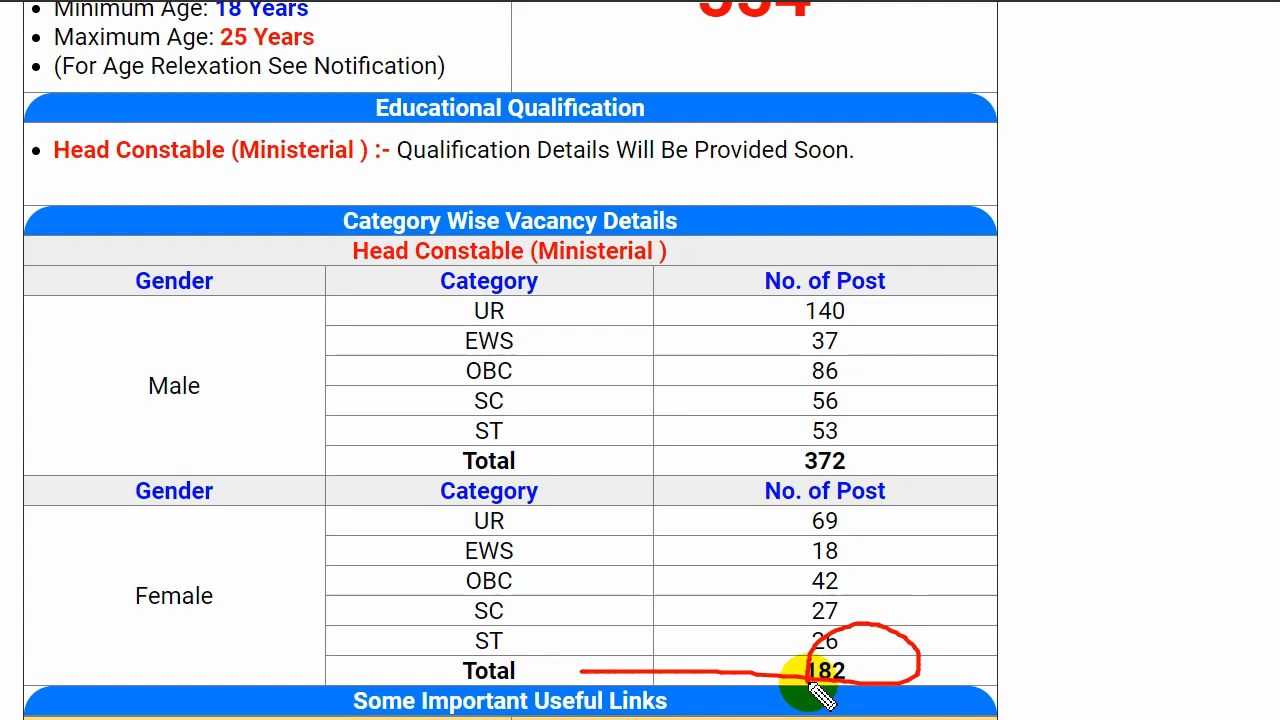 Minimum Age: 18 Years
554
Maximum Age: 25 Years
(For Age Relexation See Notification)
Educational Qualification
Head Constable (Ministerial ) :- Qualification Details Will Be Provided Soon.
Category Wise Vacancy Details
Head Constable (Ministerial )
Gender Category No. of Post
Male
UR 140
EWS 37
OBC 86
SC 56
ST 53
Total 372
Gender Category No. of Post
Female
UR 69
EWS 18
OBC 42
SC 27
ST 26
Total 182
Some Important Useful Links